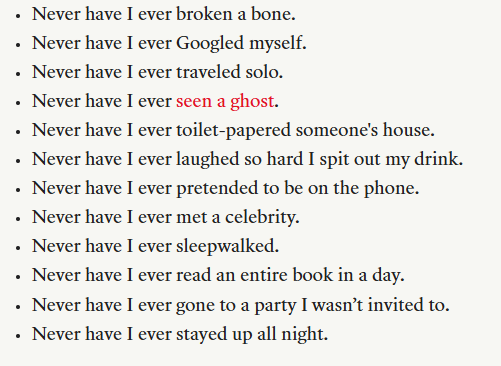 • Never have I ever broken a bone.
• Never have I ever Googled myself.
• Never have I ever traveled solo.
• Never have I ever seen a ghost.
• Never have I ever toilet-papered someone's house.
• Never have I ever laughed so hard I spit out my drink.
• Never have I ever pretended to be on the phone.
• Never have I ever met a celebrity.
• Never have I ever sleepwalked.
• Never have I ever read an entire book in a day.
• Never have I ever gone to a party I wasn’t invited to.
• Never have I ever stayed up all night.